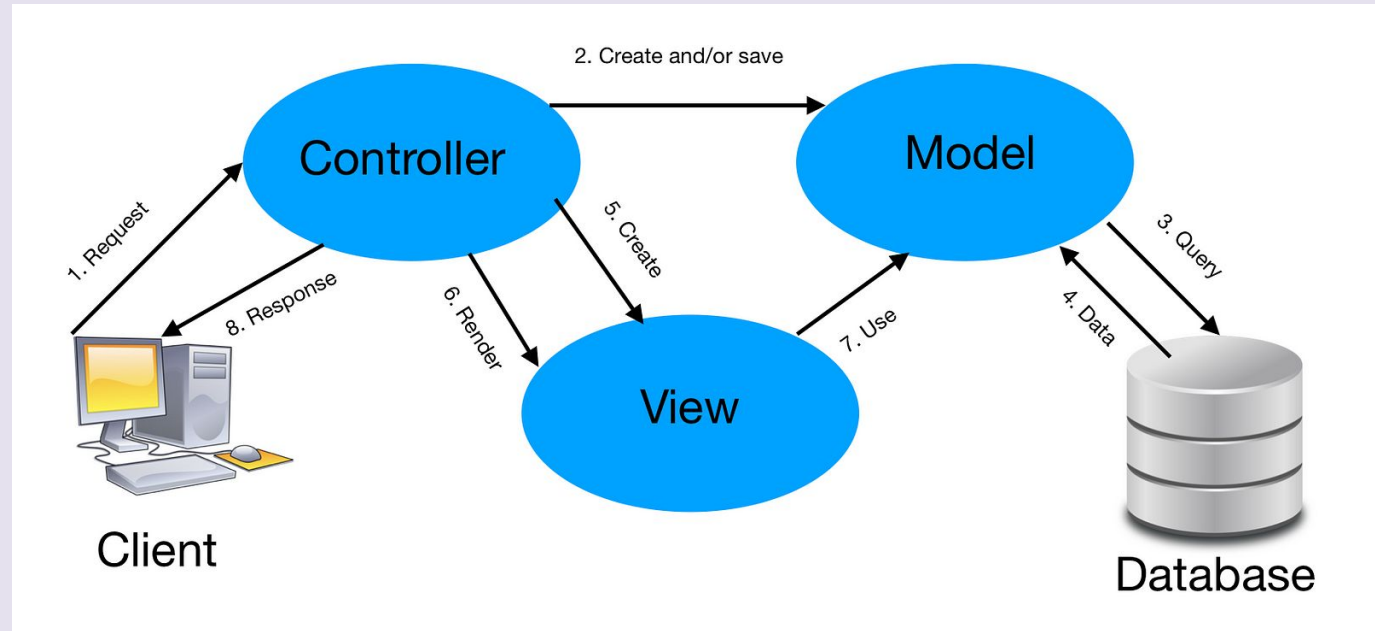 2. Create and/or save
Controller
Model
1. Request
5. Create
3. Query
8. Response
6. Render
7. Use
4. Data
View
Client
Database